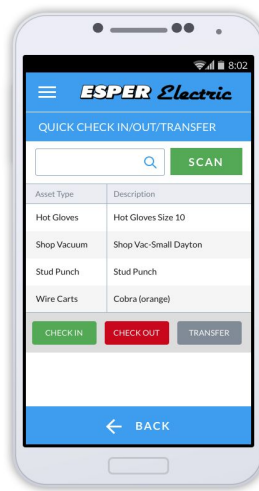 8:02
ESPER Electric
QUICK CHECK IN/OUT/TRANSFER
SCAN
Asset Type Description
Hot Gloves Hot Gloves Size 10
Shop Vacuum Shop Vac-Small Dayton
Stud Punch Stud Punch
Wire Carts Cobra (orange)
CHECK IN CHECK OUT TRANSFER
BACK